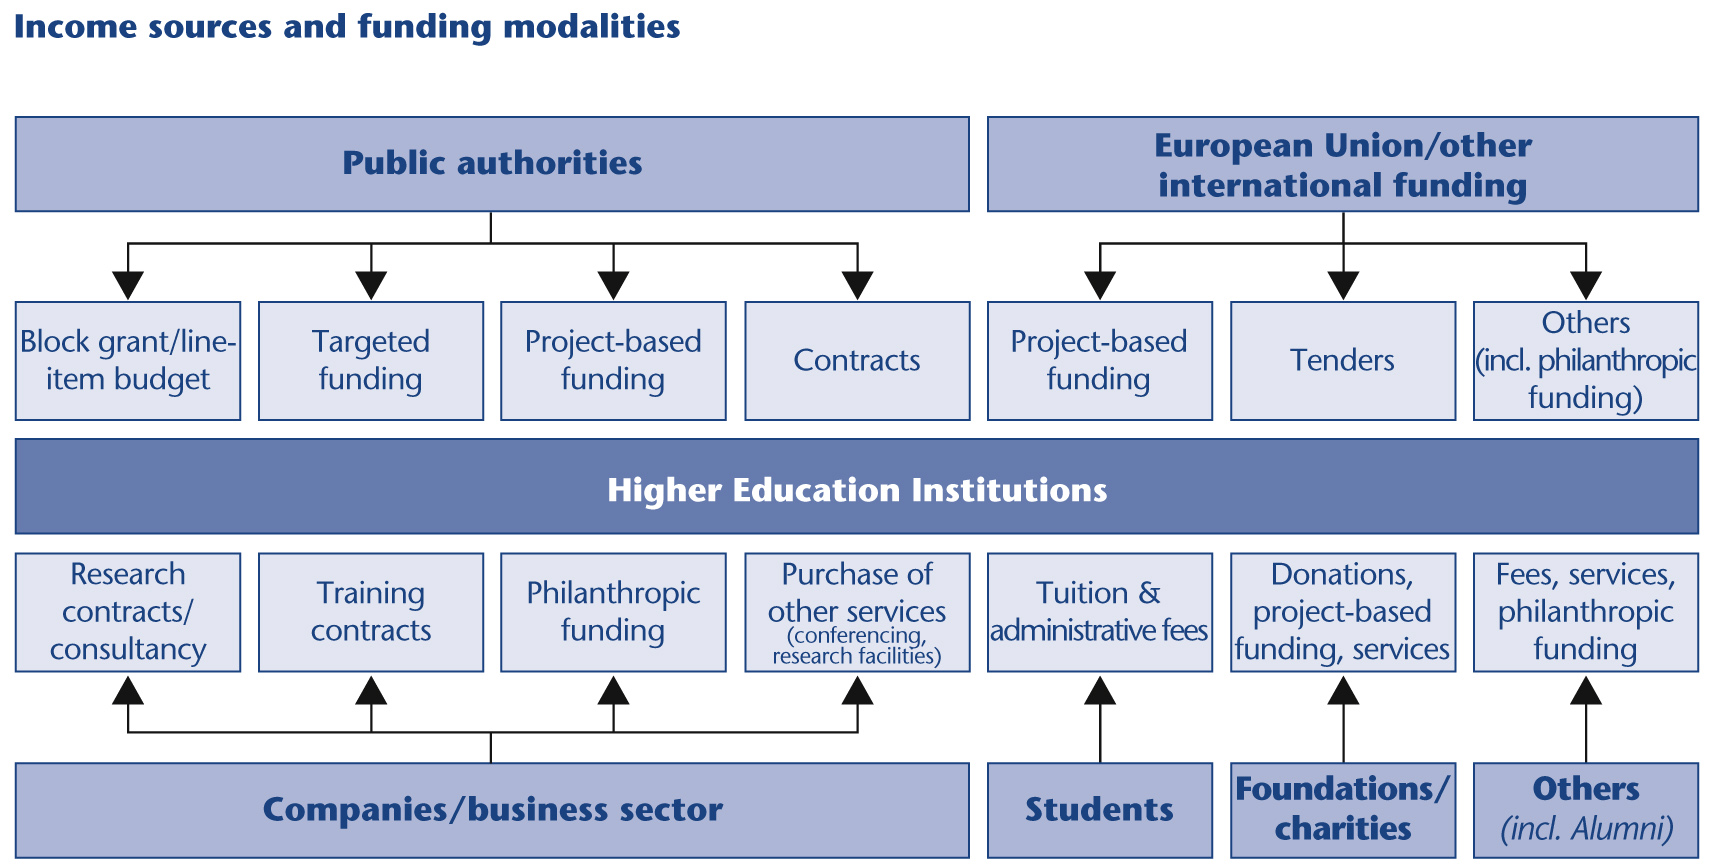 Income sources and funding modalities
Public authorities
European Union/other
international funding
Block grant/line-
item budget
Targeted
funding
Project-based
funding
Contracts
Project-based
funding
Tenders
Others
(incl. philanthropic
funding)
Higher Education Institutions
Research
contracts/
consultancy
Training
contracts
Philanthropic
funding
Purchase of
other services
(conferencing,
research facilities)
Tuition &
administrative fees
Donations,
project-based
funding, services
Fees, services,
philanthropic
funding
Companies/business sector
Students
Foundations/
charities
Others
(incl. Alumni)